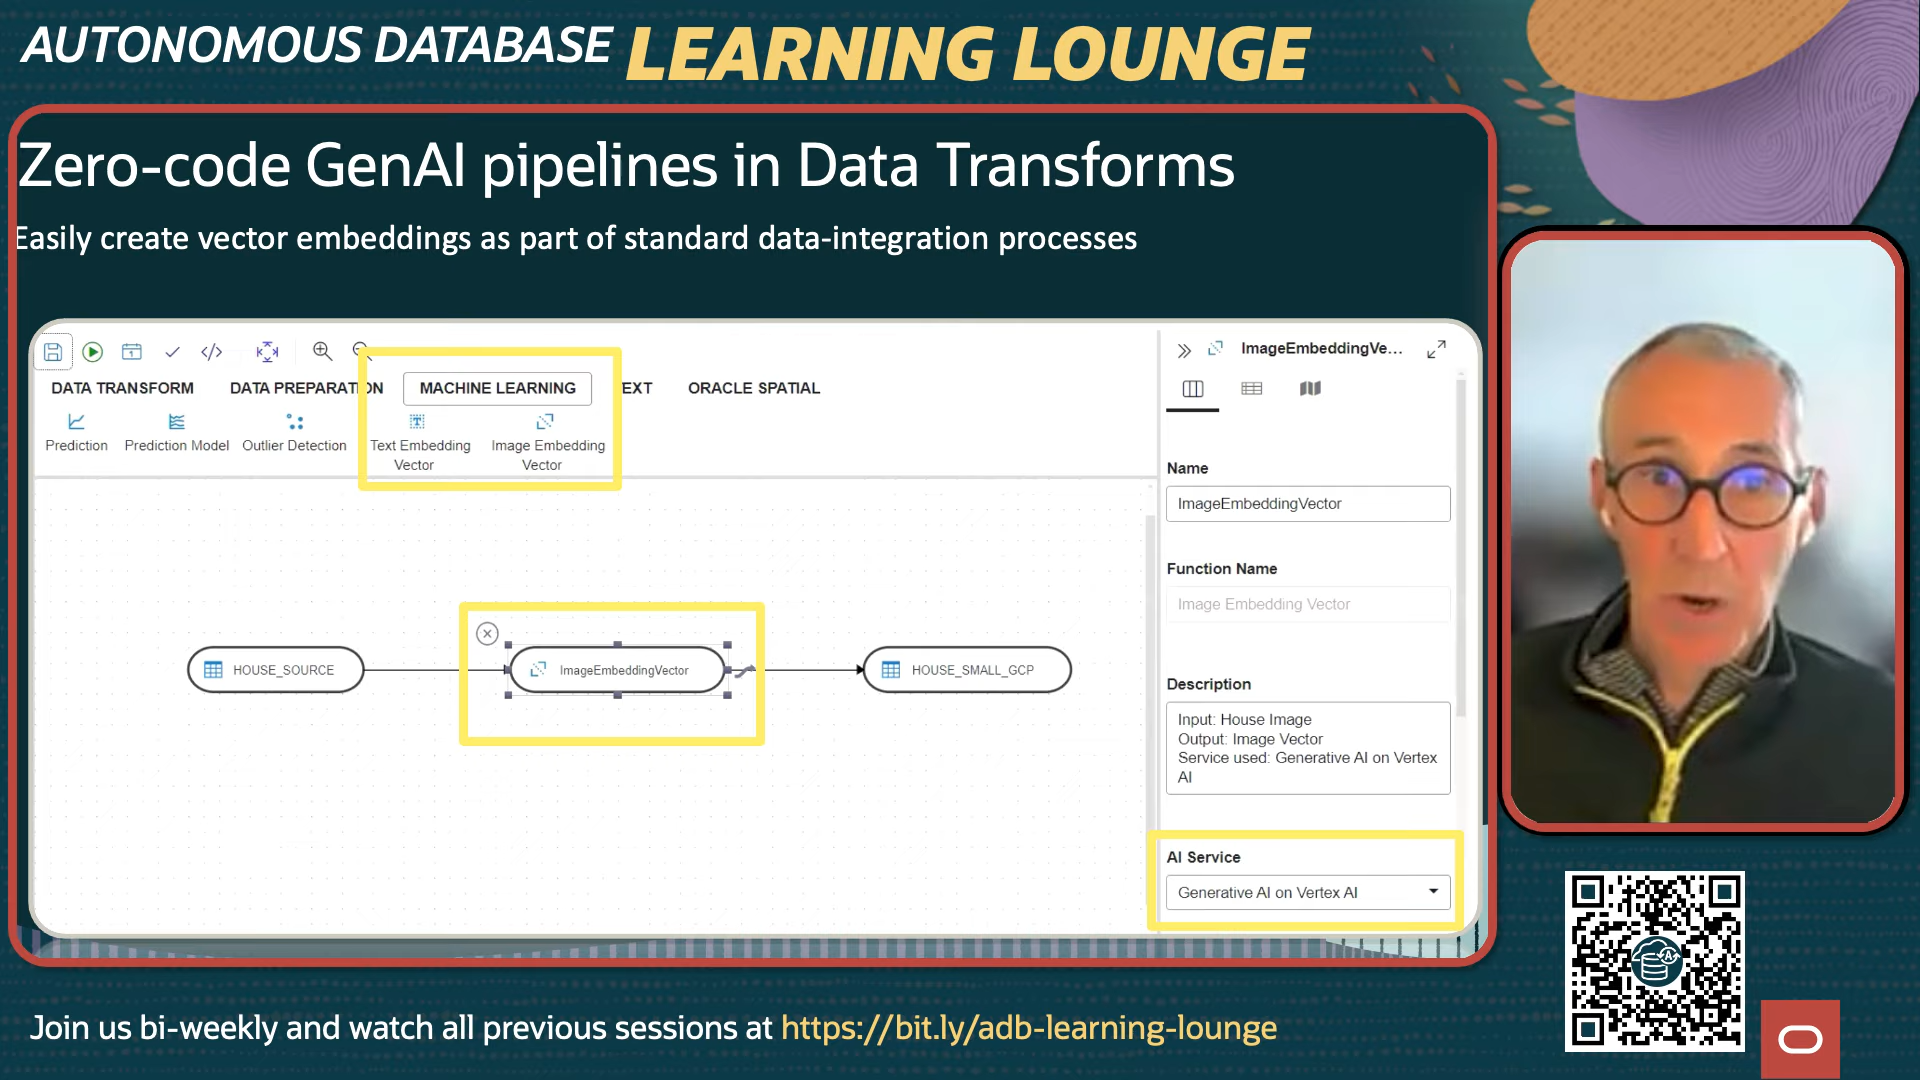 AUTONOMOUS DATABASE LEARNING LOUNGE
Zero-code GenAI pipelines in Data Transforms
Easily create vector embeddings as part of standard data-integration processes
DATA TRANSFORM DATA PREPARATION MACHINE LEARNING EXT ORACLE SPATIAL
Prediction Prediction Model Outlier Detection Text Embedding Vector Image Embedding Vector
HOUSE_SOURCE ImageEmbeddingVector HOUSE_SMALL_GCP
ImageEmbeddingVe...
Name
ImageEmbeddingVector
Function Name
Image Embedding Vector
Description
Input: House Image
Output: Image Vector
Service used: Generative AI on Vertex
AI
AI Service
Generative AI on Vertex AI
Join us bi-weekly and watch all previous sessions at https://bit.ly/adb-learning-lounge